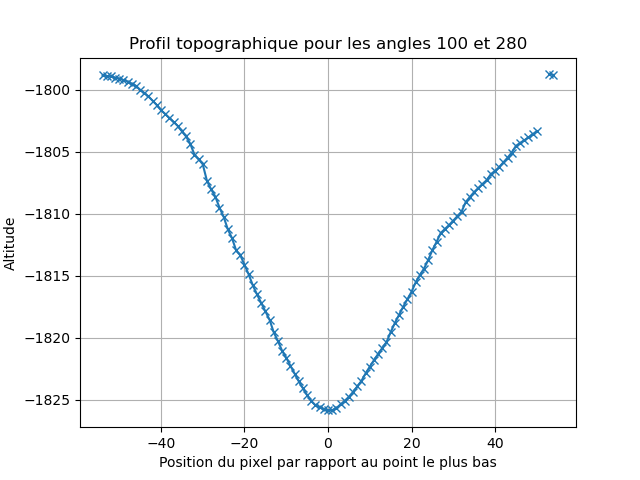 Profil topographique pour les angles 100 et 280
Altitude
−1800
−1805
−1810
−1815
−1820
−1825
−40 −20 0 20 40
Position du pixel par rapport au point le plus bas